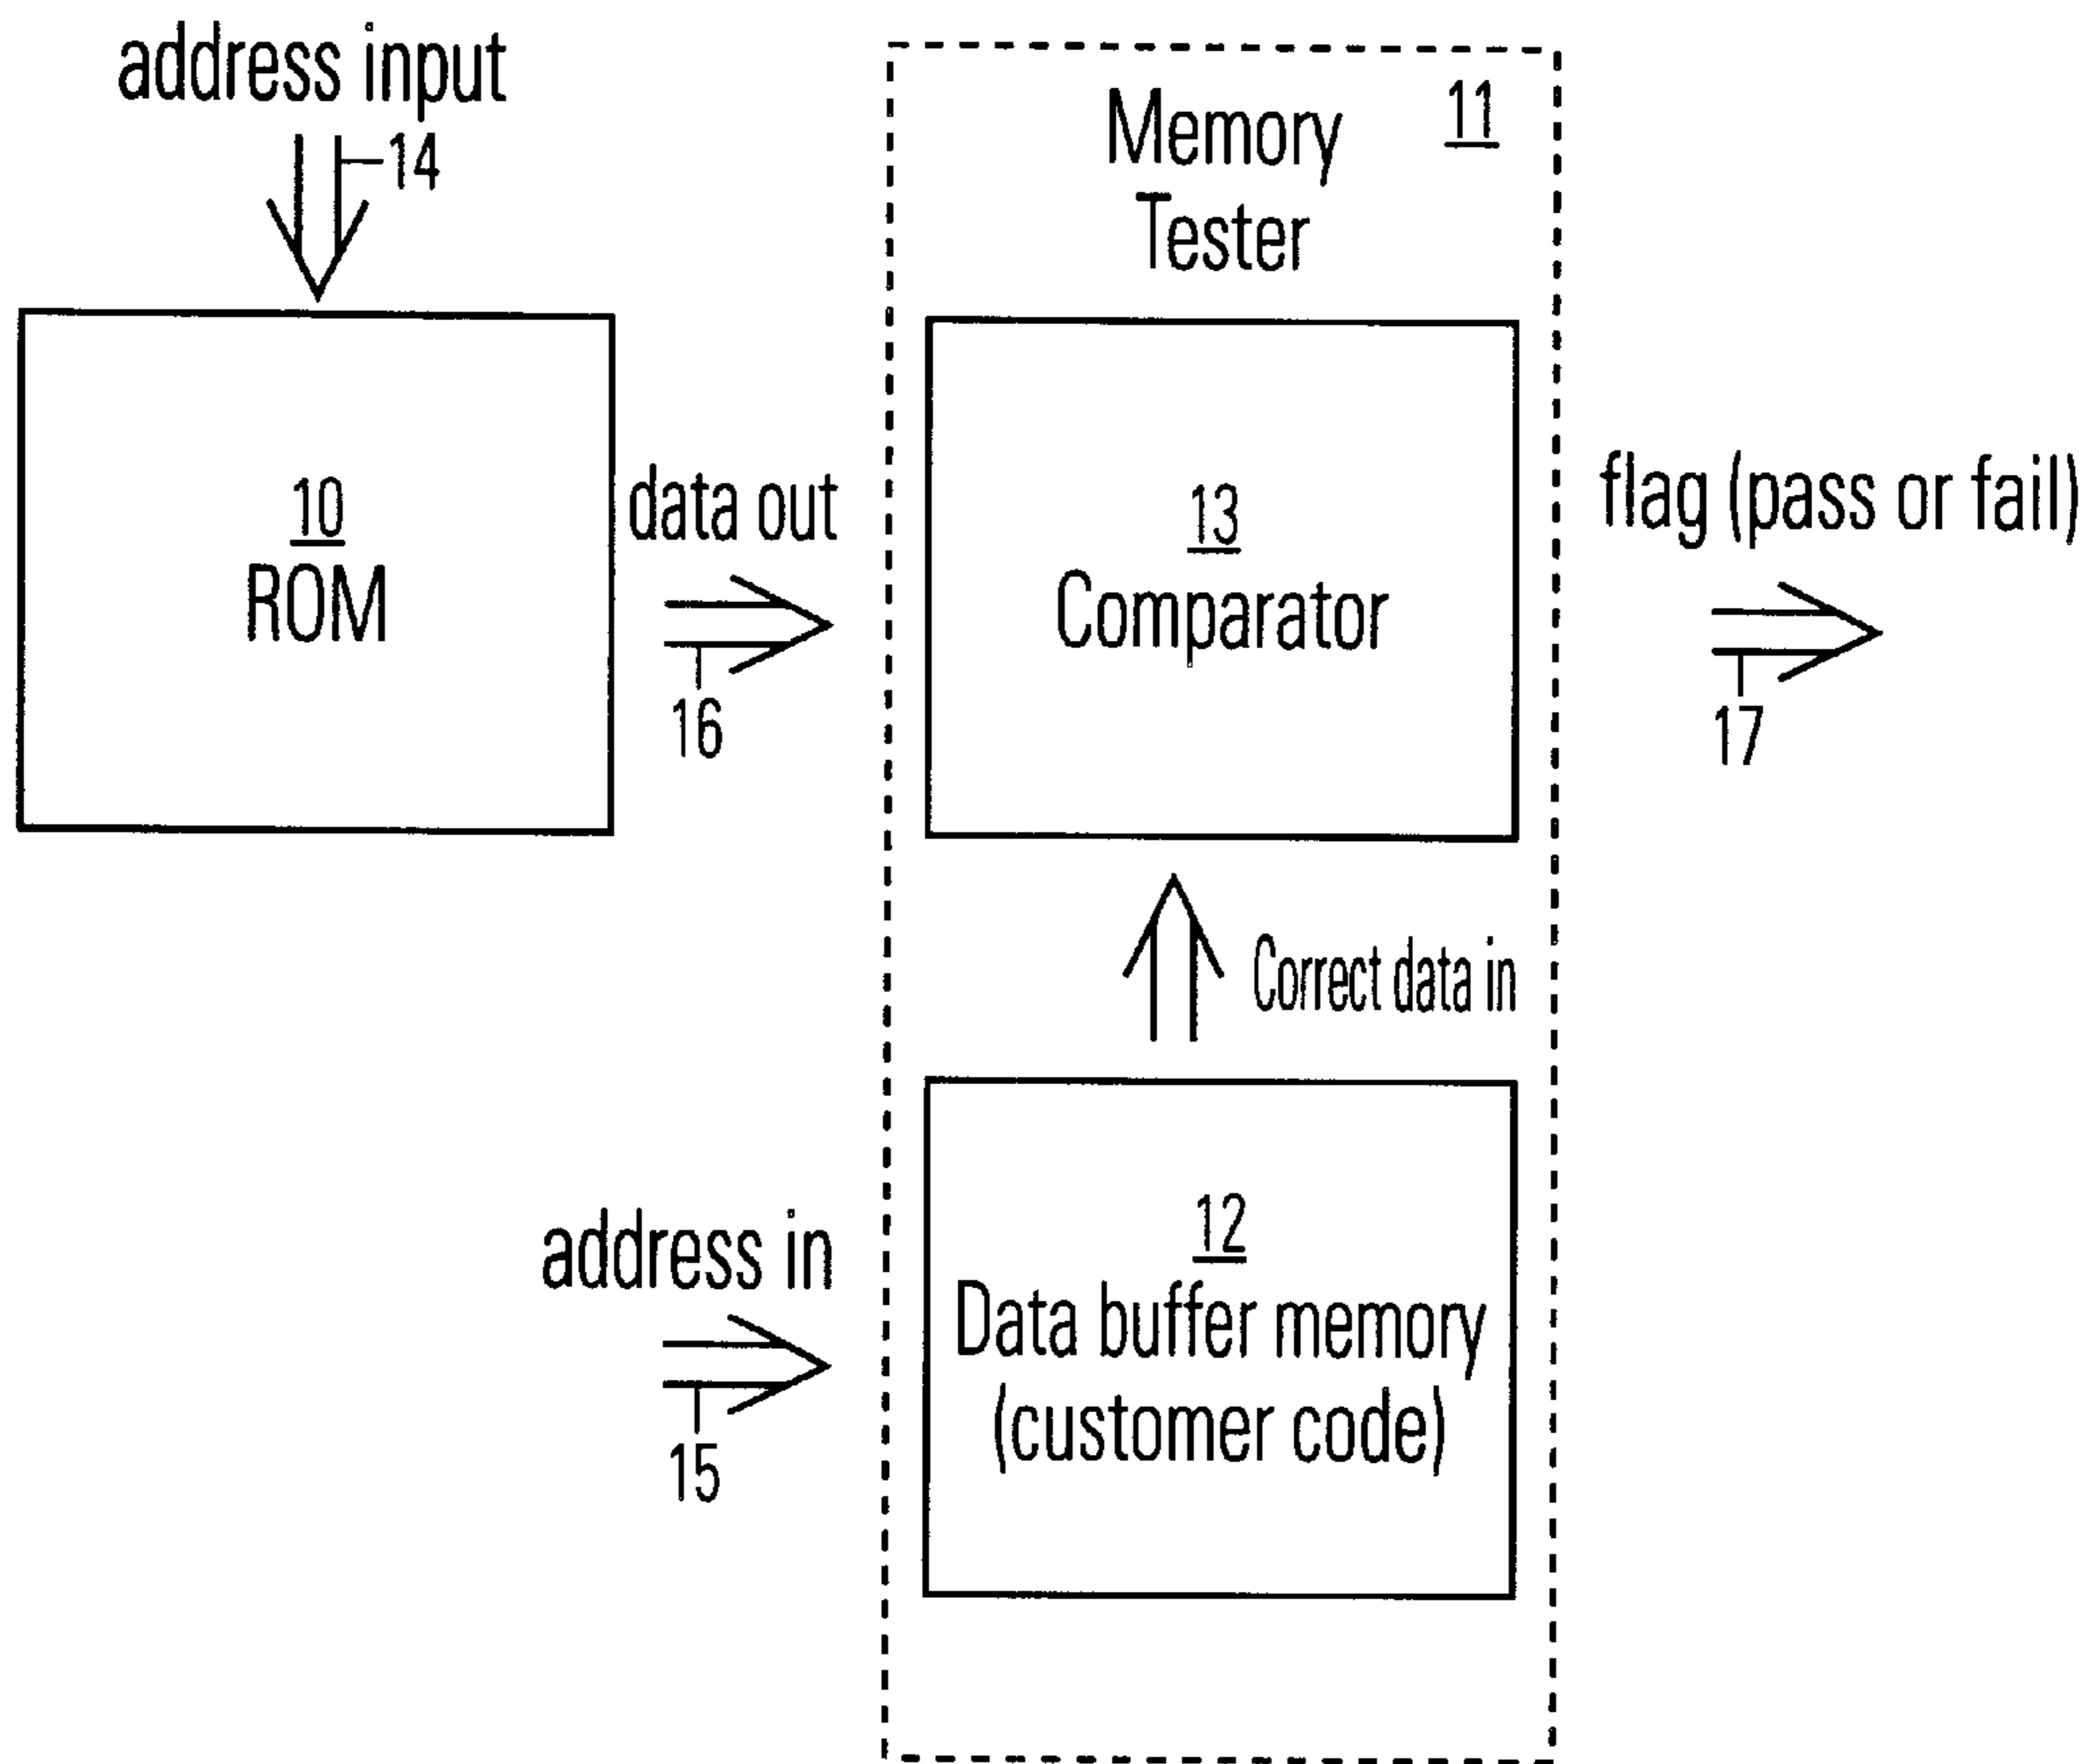 address input
14
Memory
Tester
11
10
ROM
data out
16
13
Comparator
flag (pass or fail)
17
Correct data in
address in
15
12
Data buffer memory
(customer code)